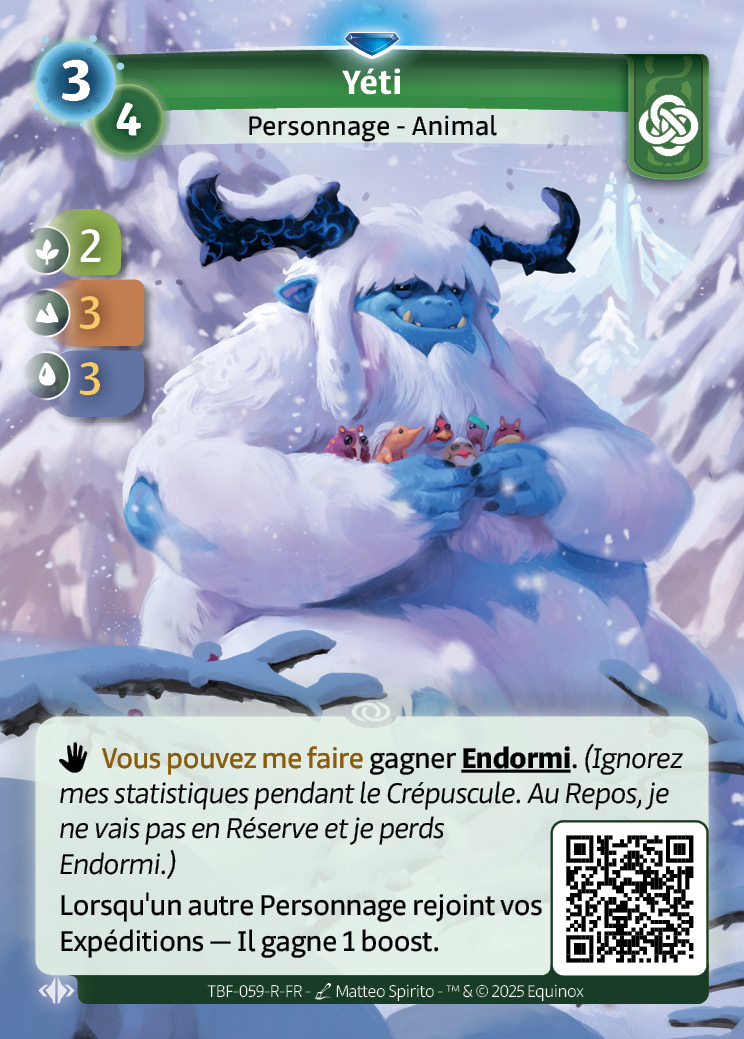 3
Yéti
4
Personnage - Animal
2
3
3
Vous pouvez me faire gagner Endormi. (Ignorez
mes statistiques pendant le Crépuscule. Au Repos, je
ne vais pas en Réserve et je perds
Endormi.)
Lorsqu'un autre Personnage rejoint vos
Expéditions — Il gagne 1 boost.
TBF-059-R-FR - Matteo Spirito - ™ & © 2025 Equinox